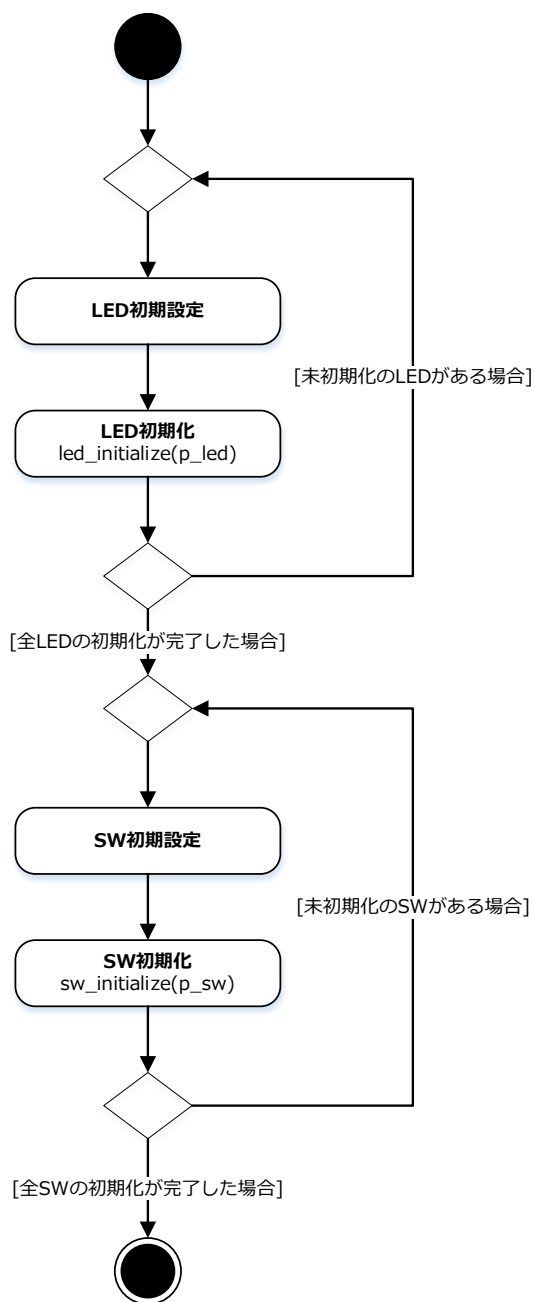 LED初期設定
[未初期化のLEDがある場合]
LED初期化
led_initialize(p_led)
[全LEDの初期化が完了した場合]
SW初期設定
[未初期化のSWがある場合]
SW初期化
sw_initialize(p_sw)
[全SWの初期化が完了した場合]